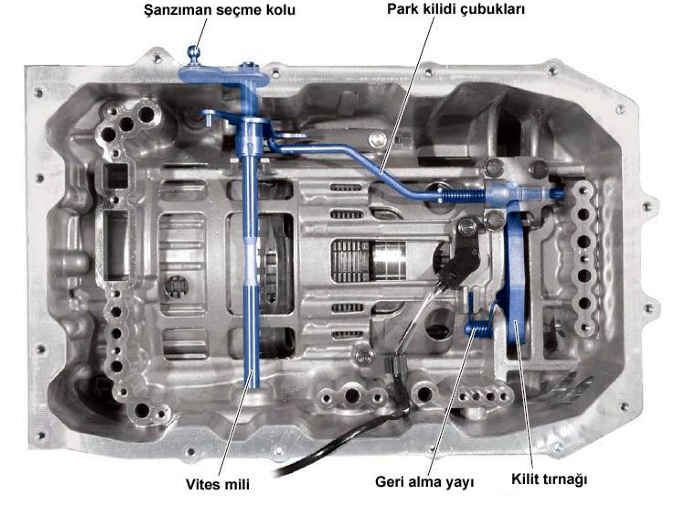 Şanzıman seçme kolu
Park kilidi çubukları
Vites mili
Geri alma yayı
Kilit tırnağı